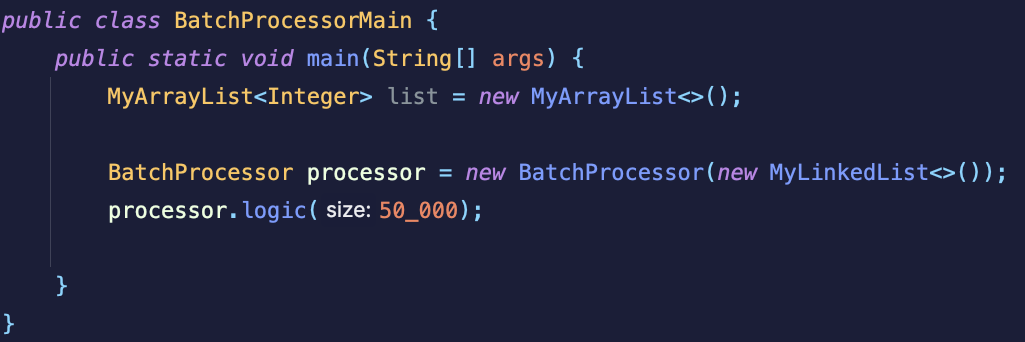 public class BatchProcessorMain {
public static void main(String[] args) {
MyArrayList<Integer> list = new MyArrayList<>();
BatchProcessor processor = new BatchProcessor(new MyLinkedList<>());
processor.logic( size: 50_000);
}
}